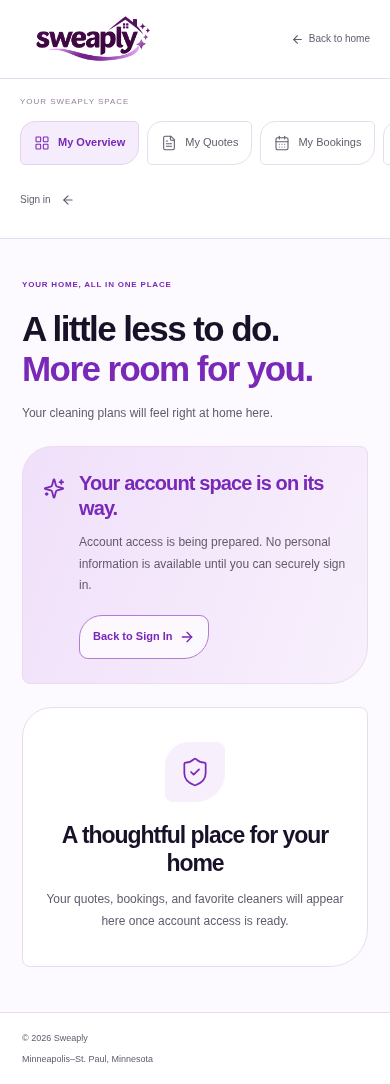 sweaply
Back to home
YOUR SWEAPLY SPACE
My Overview
My Quotes
My Bookings
Sign in
YOUR HOME, ALL IN ONE PLACE
A little less to do.
More room for you.
Your cleaning plans will feel right at home here.
Your account space is on its
way.
Account access is being prepared. No personal
information is available until you can securely sign
in.
Back to Sign In
A thoughtful place for your
home
Your quotes, bookings, and favorite cleaners will appear
here once account access is ready.
© 2026 Sweaply
Minneapolis–St. Paul, Minnesota